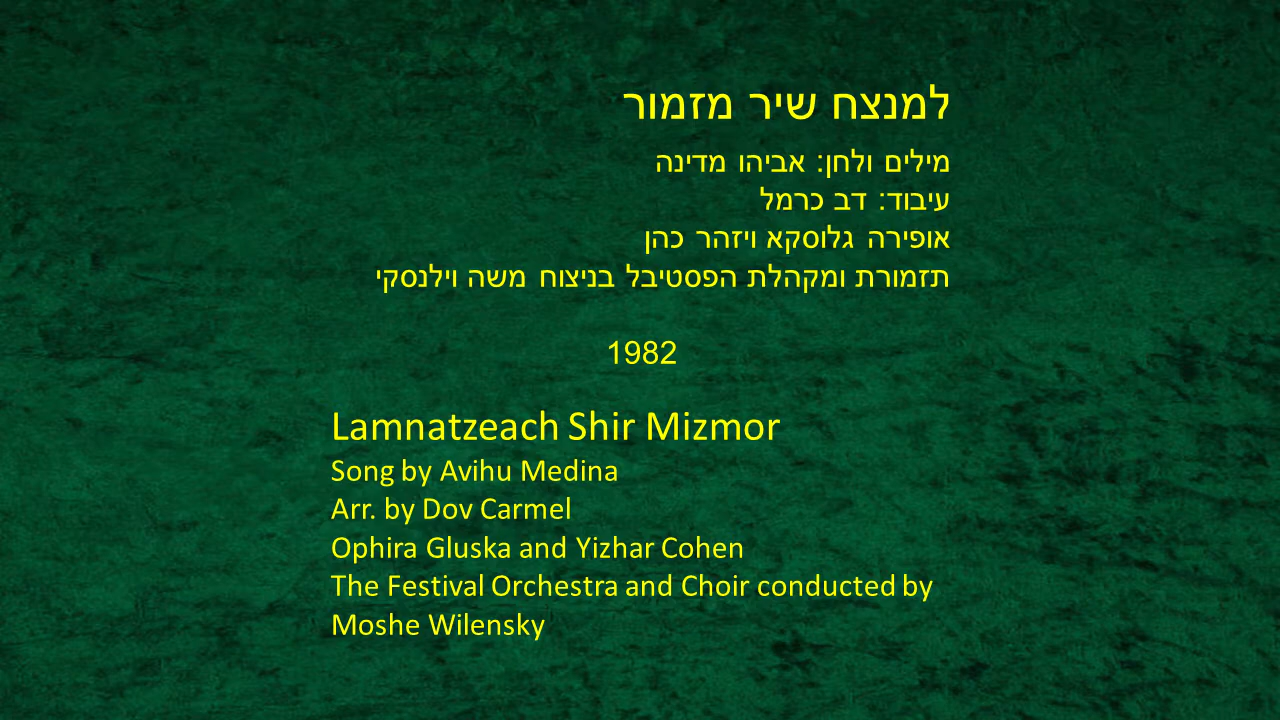 למנצח שיר מזמור
מילים ולחן: אביהו מדינה
עיבוד: דב כרמל
אופירה גלוסקא ויזהר כהן
תזמורת ומקהלת הפסטיבל בניצוח משה וילנסקי
1982
Lamnatzeach Shir Mizmor
Song by Avihu Medina
Arr. by Dov Carmel
Ophira Gluska and Yizhar Cohen
The Festival Orchestra and Choir conducted by
Moshe Wilensky